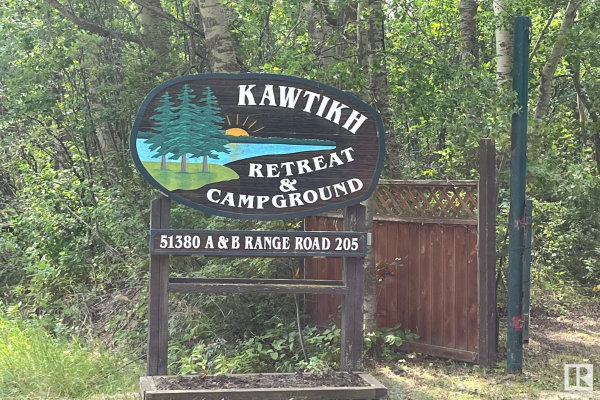 KAWTIKH
RETREAT
&
CAMPGROUND
51380 A & B RANGE ROAD 205
R